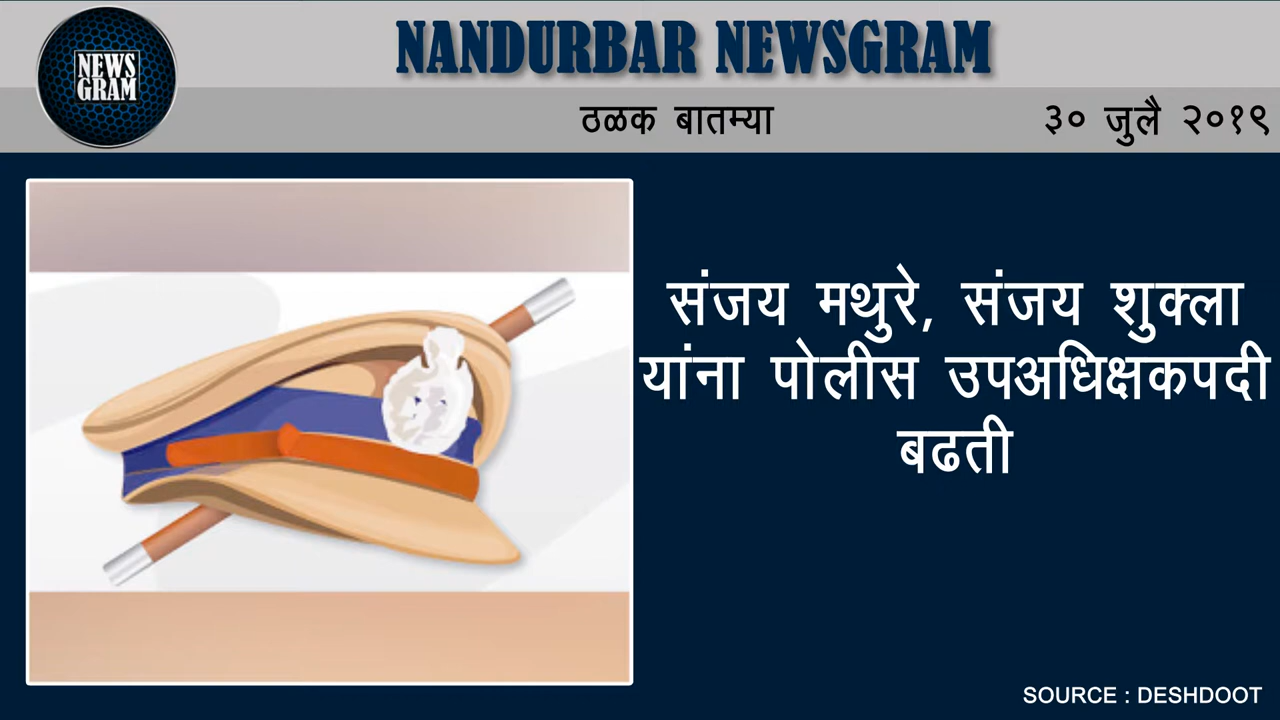 NEWS
GRAM
NANDURBAR NEWSGRAM
ठळक बातम्या
३० जुलै २०१९
संजय मथुरे, संजय शुक्ला
यांना पोलीस उपअधिक्षकपदी
बढती
SOURCE : DESHDOOT